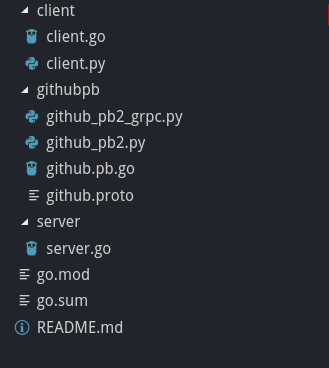 client
client.go
client.py
githubpb
github_pb2_grpc.py
github_pb2.py
github.pb.go
github.proto
server
server.go
go.mod
go.sum
README.md